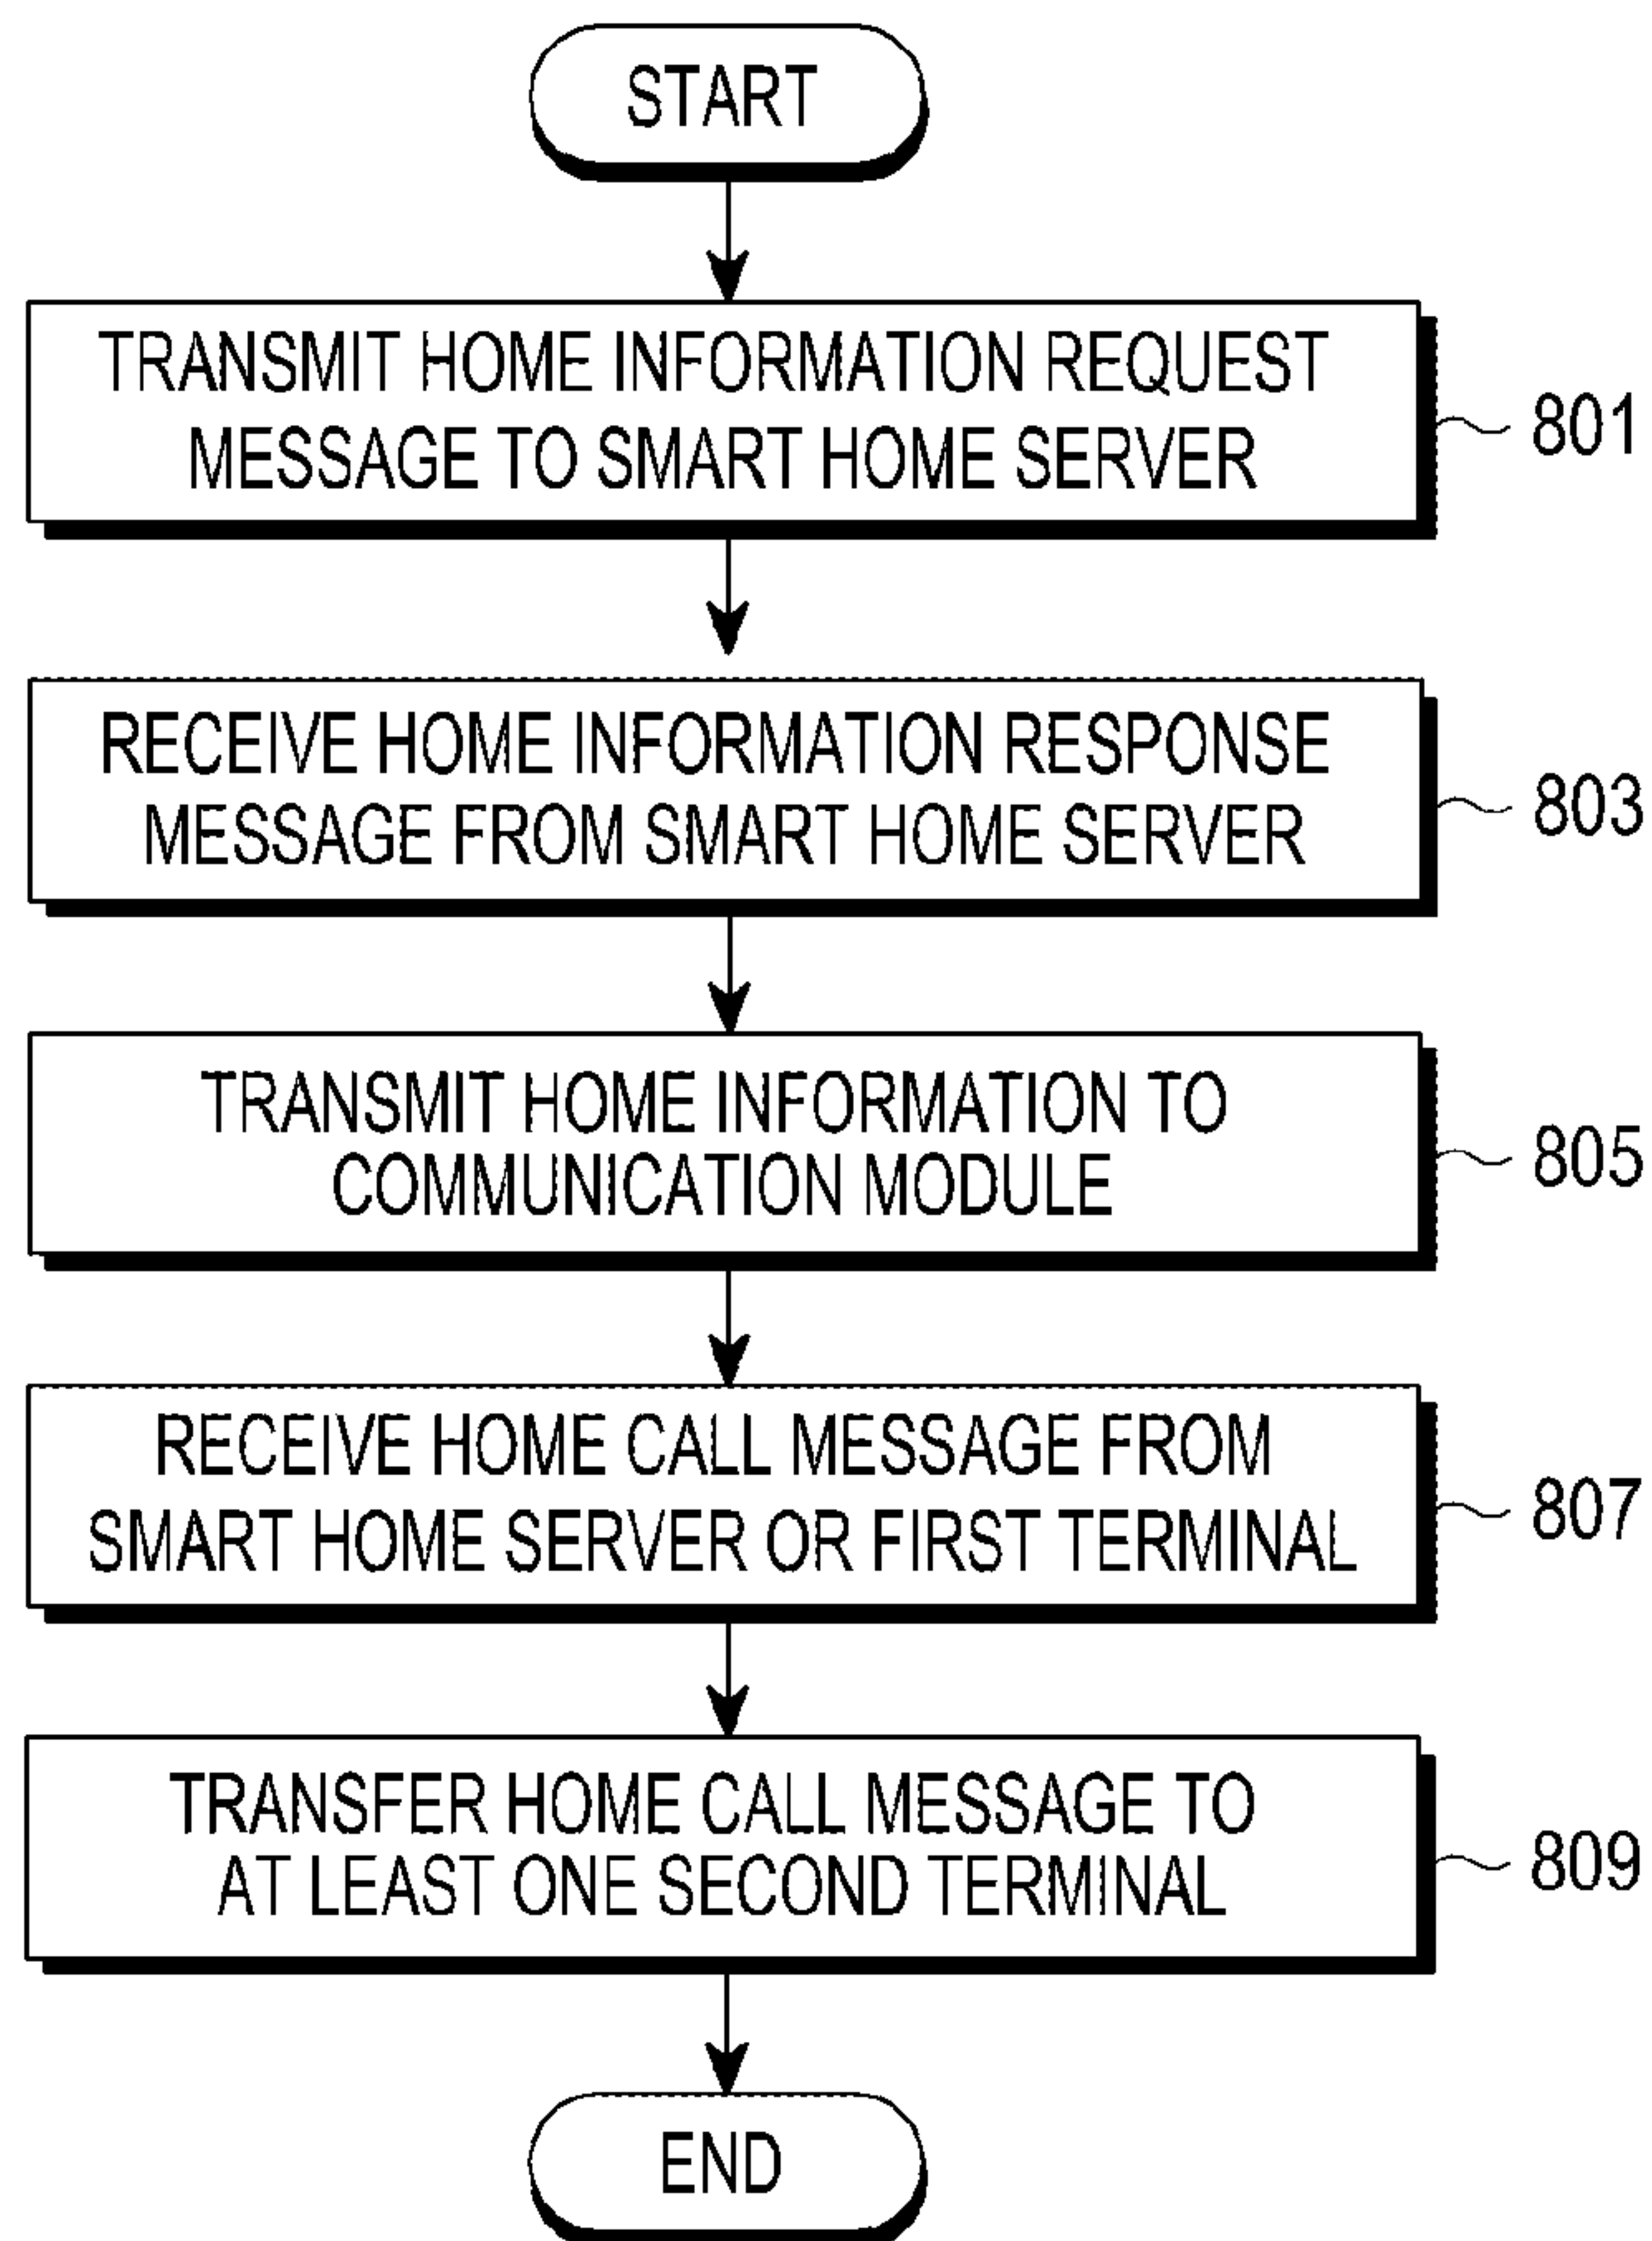 START
TRANSMIT HOME INFORMATION REQUEST
MESSAGE TO SMART HOME SERVER
801
RECEIVE HOME INFORMATION RESPONSE
MESSAGE FROM SMART HOME SERVER
803
TRANSMIT HOME INFORMATION TO
COMMUNICATION MODULE
805
RECEIVE HOME CALL MESSAGE FROM
SMART HOME SERVER OR FIRST TERMINAL
807
TRANSFER HOME CALL MESSAGE TO
AT LEAST ONE SECOND TERMINAL
809
END